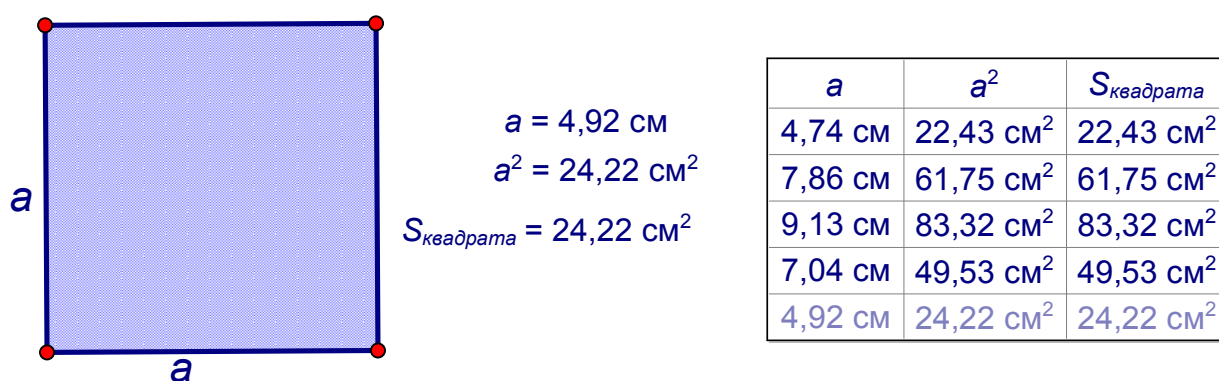 a
a
a = 4,92 см
a² = 24,22 см²
Sквадрата = 24,22 см²
a a² Sквадрата
4,74 см 22,43 см² 22,43 см²
7,86 см 61,75 см² 61,75 см²
9,13 см 83,32 см² 83,32 см²
7,04 см 49,53 см² 49,53 см²
4,92 см 24,22 см² 24,22 см²